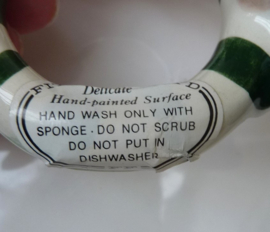 Delicate
Hand-painted Surface
HAND WASH ONLY WITH
SPONGE - DO NOT SCRUB
DO NOT PUT IN
DISHWASHER